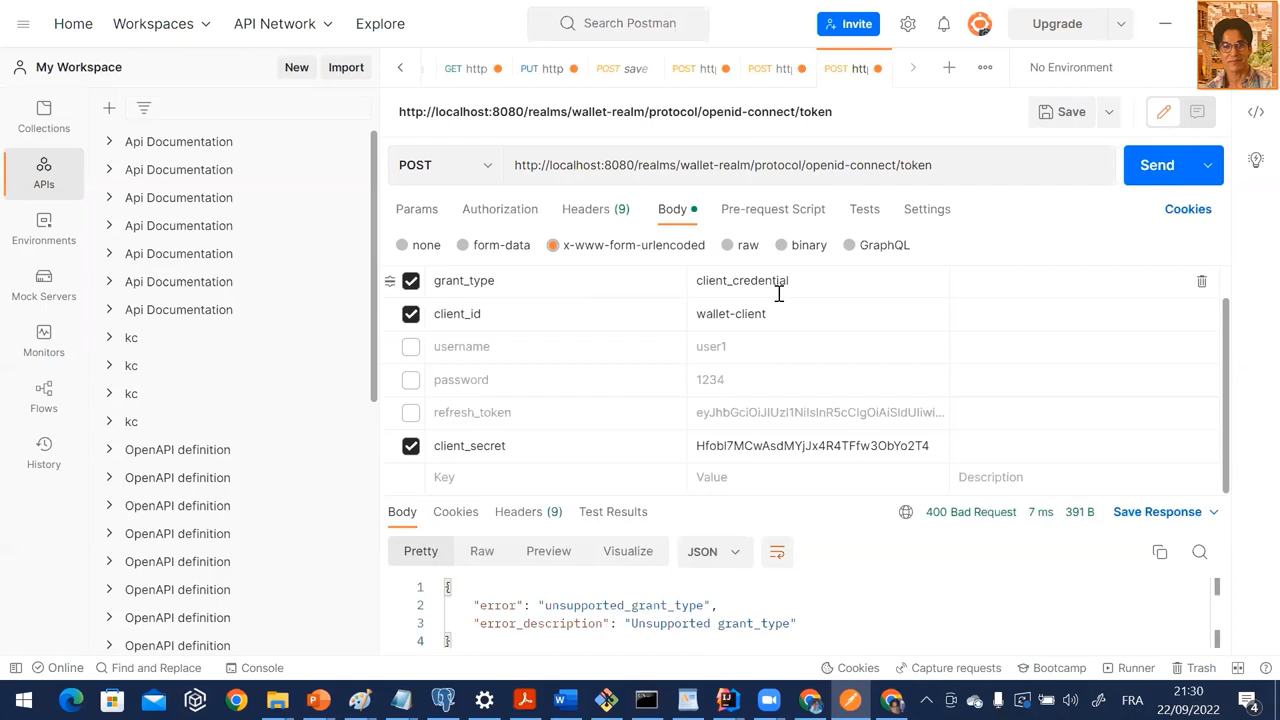 Home Workspaces API Network Explore Search Postman Invite Upgrade
My Workspace New Import GET http PUT http POST save POST htt POST htt POST htt No Environment
http://localhost:8080/realms/wallet-realm/protocol/openid-connect/token Save
POST http://localhost:8080/realms/wallet-realm/protocol/openid-connect/token Send
Params Authorization Headers (9) Body Pre-request Script Tests Settings Cookies
none form-data x-www-form-urlencoded raw binary GraphQL
grant_type client_credential
client_id wallet-client
username user1
password 1234
refresh_token
client_secret
Key Value Description
Body Cookies Headers (9) Test Results 400 Bad Request 7 ms 391 B Save Response
Pretty Raw Preview Visualize JSON
1 {
2 "error": "unsupported_grant_type",
3 "error_description": "Unsupported grant_type"
4 }
Collections
APIs
Environments
Mock Servers
Monitors
Flows
History
Api Documentation
Api Documentation
Api Documentation
Api Documentation
Api Documentation
Api Documentation
Api Documentation
kc
kc
kc
kc
OpenAPI definition
OpenAPI definition
OpenAPI definition
OpenAPI definition
OpenAPI definition
OpenAPI definition
OpenAPI definition
OpenAPI definition
Online Find and Replace Console Cookies Capture requests Bootcamp Runner Trash
FRA 21:30
22/09/2022 4